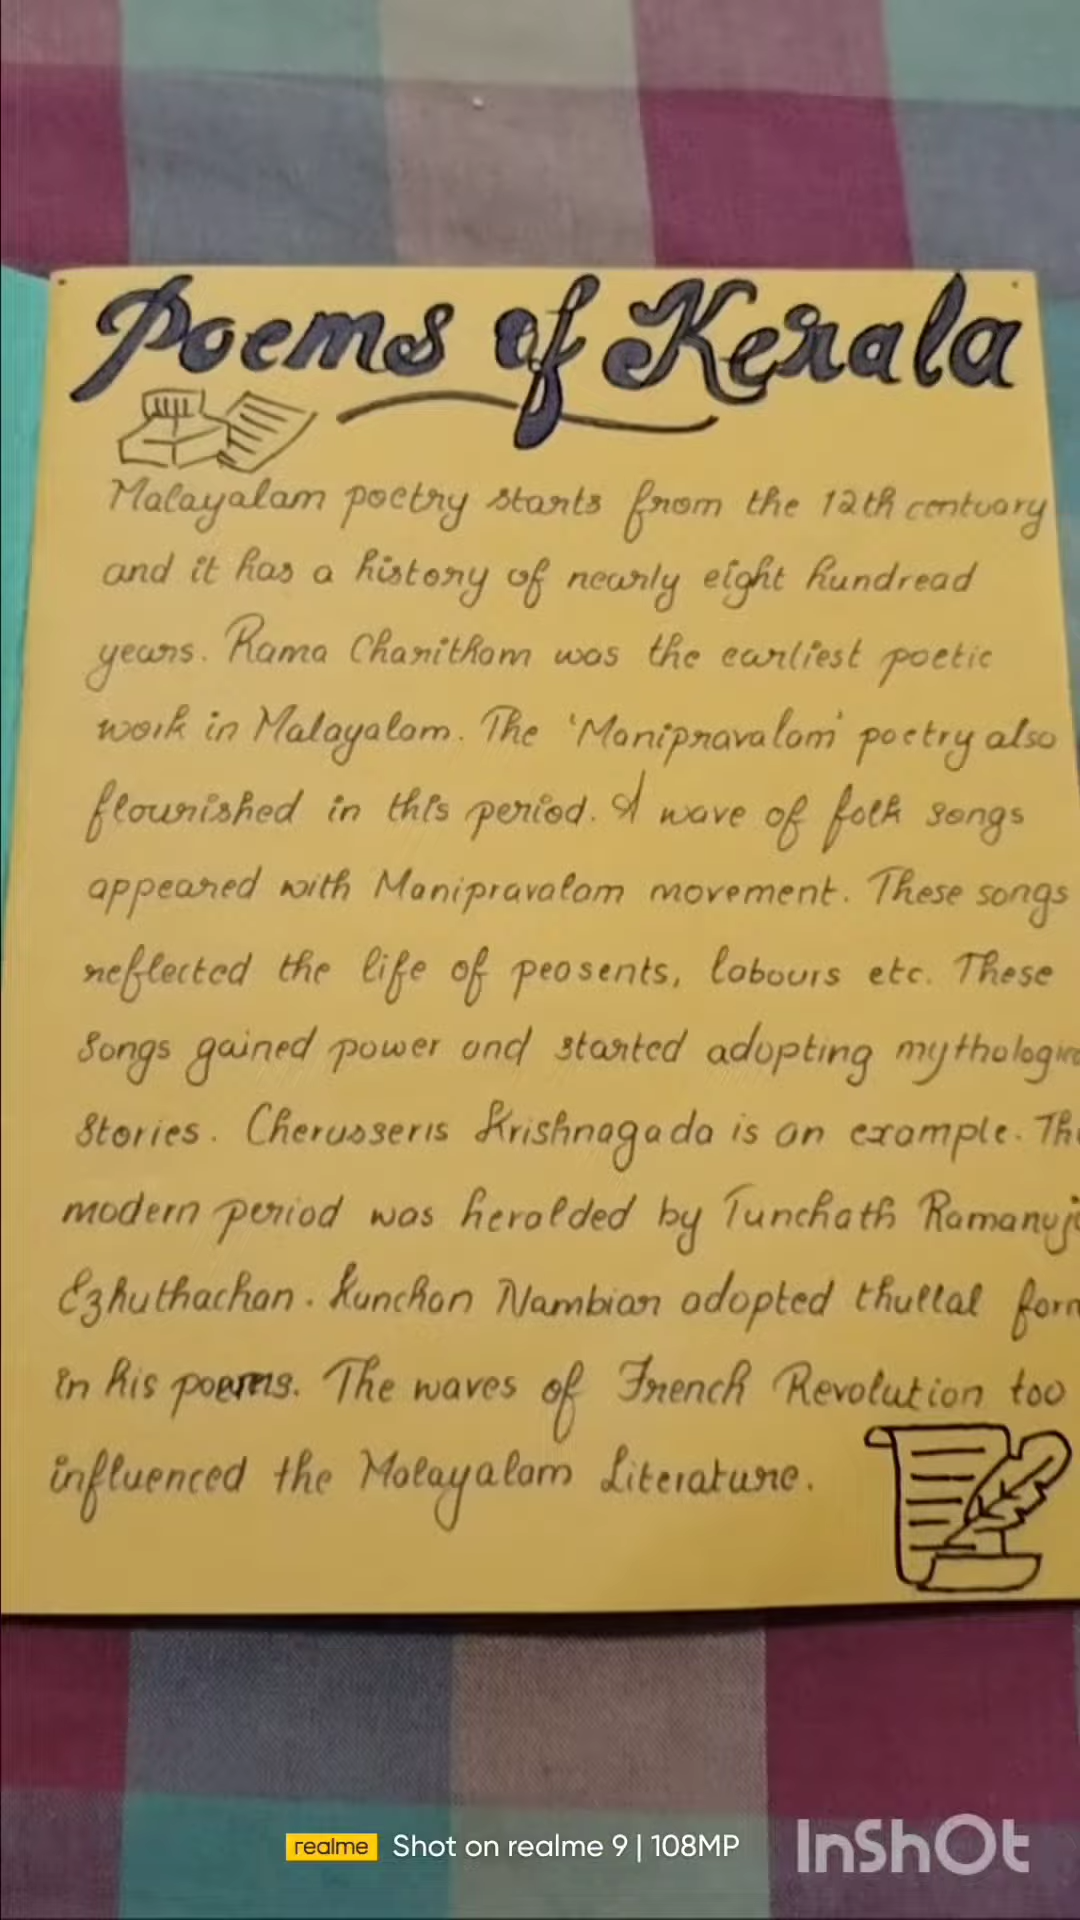 Poems of Kerala
Malayalam poetry starts from the 12th centuary
and it has a history of nearly eight hundread
years. Rama Charitham was the earliest poetic
work in Malayalam. The 'Manipravalam' poetry also
flourished in this period. A wave of folk songs
appeared with Manipravalam movement. These songs
reflected the life of peasents, labours etc. These
songs gained power and started adopting
stories. Cherusseris Krishnagada is an example.
modern period was heralded by Tunchath
Ezhuthachan. Kunchan Nambiar adopted thullal
in his poems. The waves of French Revolution too
influenced the Malayalam Literature.
realme Shot on realme 9 | 108MP
InShOt